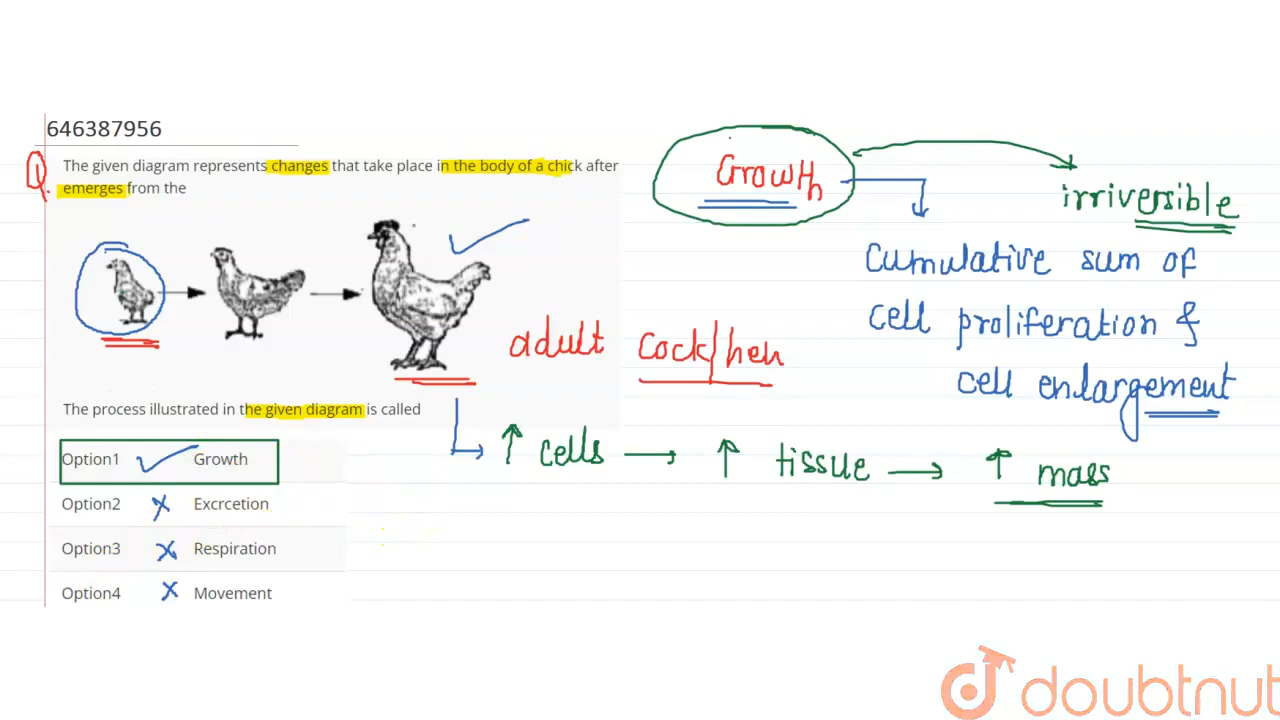 646387956
Q. The given diagram represents changes that take place in the body of a chick after
emerges from the
Growth
irriversible
Cumulative sum of
cell proliferation &
cell enlargement
adult cock/hen
The process illustrated in the given diagram is called
↑ cells → ↑ tissue → ↑ mass
Option1 Growth
Option2 Excrcetion
Option3 Respiration
Option4 Movement
doubtnut